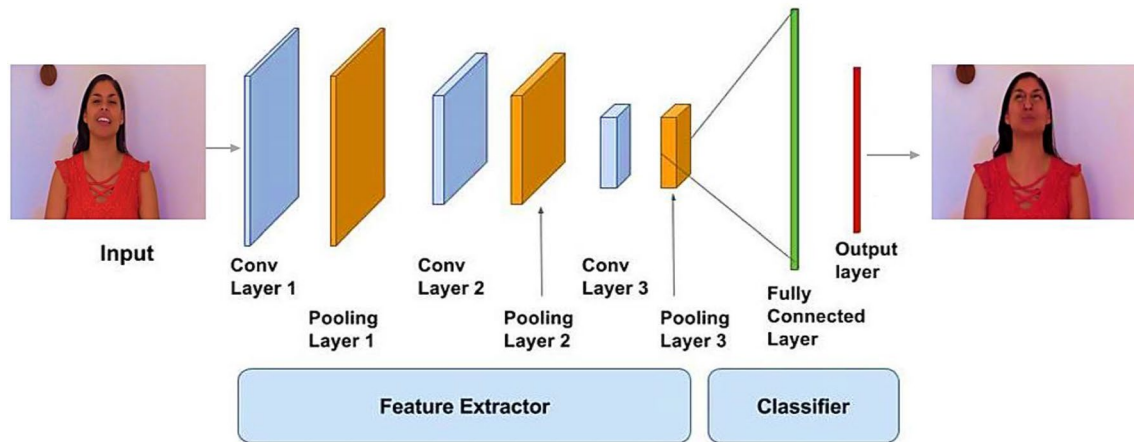 Input
Conv
Layer 1
Pooling
Layer 1
Conv
Layer 2
Pooling
Layer 2
Conv
Layer 3
Pooling
Layer 3
Fully
Connected
Layer
Output
layer
Feature Extractor
Classifier